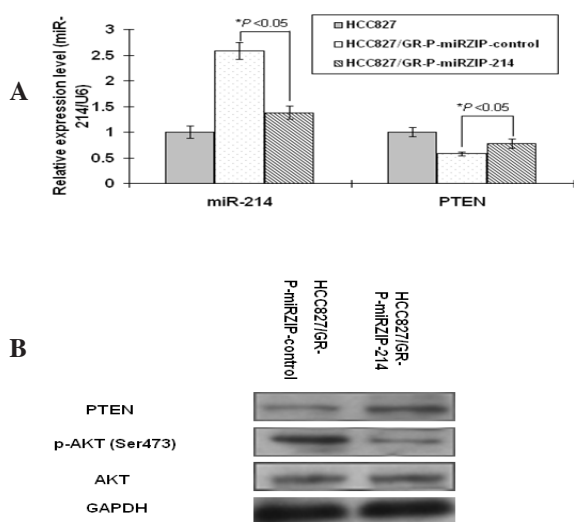 A
Relative expression level (miR-
214/U6)
3
2.5
2
1.5
1
0.5
0
*P<0.05
*P<0.05
HCC827
HCC827/GR-P-miRZIP-control
HCC827/GR-P-miRZIP-214
miR-214
PTEN
B
HCC827/GR-
P-miRZIP-control
HCC827/GR-
P-miRZIP-214
PTEN
p-AKT (Ser473)
AKT
GAPDH